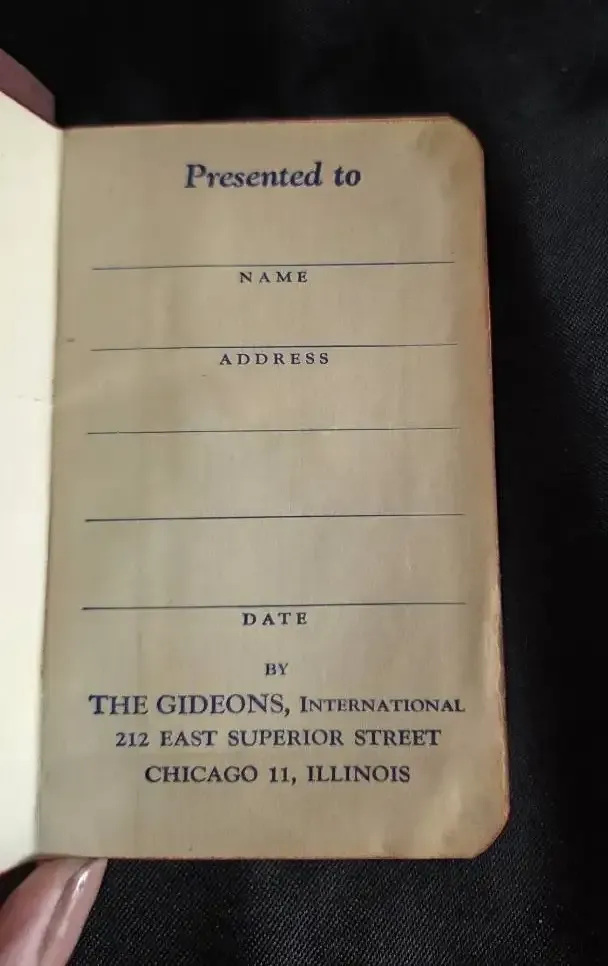 Presented to
NAME
ADDRESS
DATE
BY
THE GIDEONS, INTERNATIONAL
212 EAST SUPERIOR STREET
CHICAGO 11, ILLINOIS